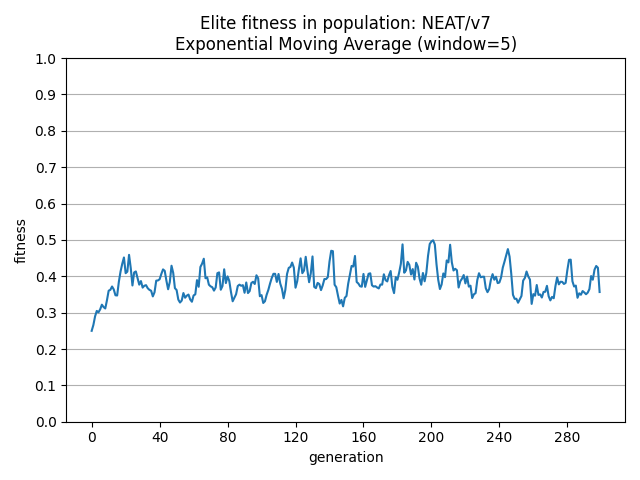 Elite fitness in population: NEAT/v7
Exponential Moving Average (window=5)
1.0
0.9
0.8
0.7
0.6
0.5
0.4
0.3
0.2
0.1
0.0
fitness
0 40 80 120 160 200 240 280
generation